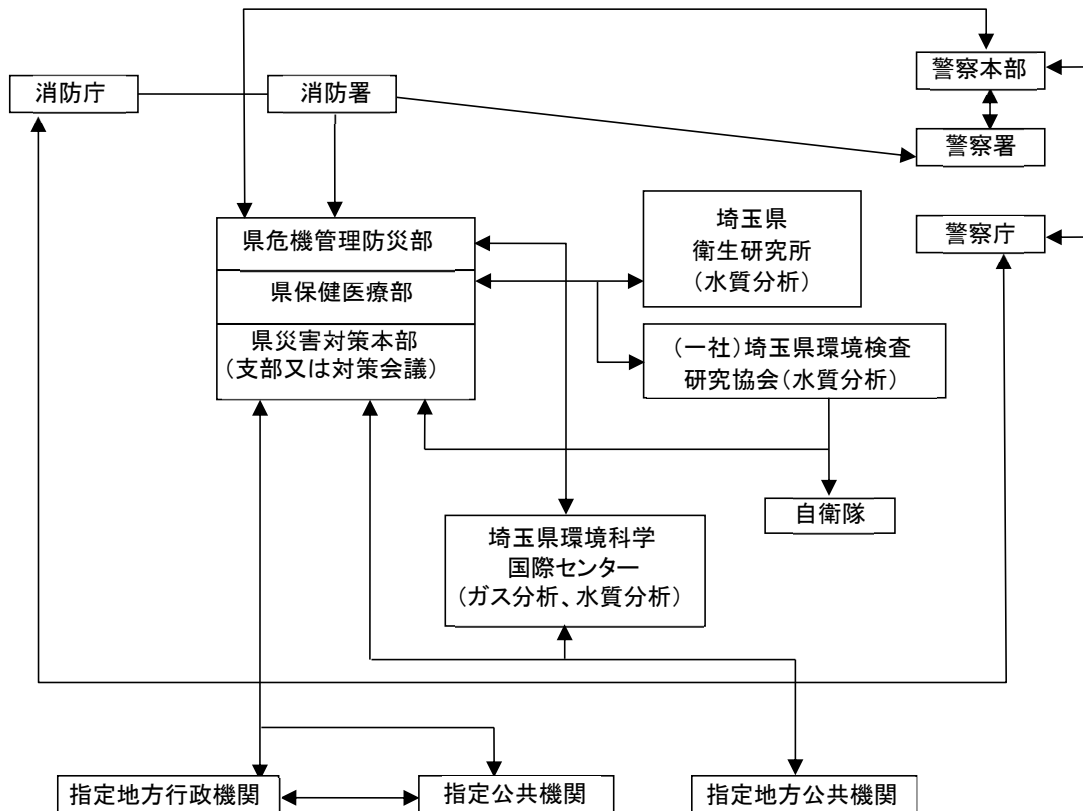 消防庁
消防署
警察本部
警察署
県危機管理防災部
県保健医療部
県災害対策本部
(支部又は対策会議)
埼玉県
衛生研究所
(水质分析)
警察庁
(一社)埼玉県環境検査
研究協会(水质分析)
自衛隊
埼玉県環境科学
国際センター
(ガス分析、水质分析)
指定地方行政機関
指定公共機関
指定地方公共機関